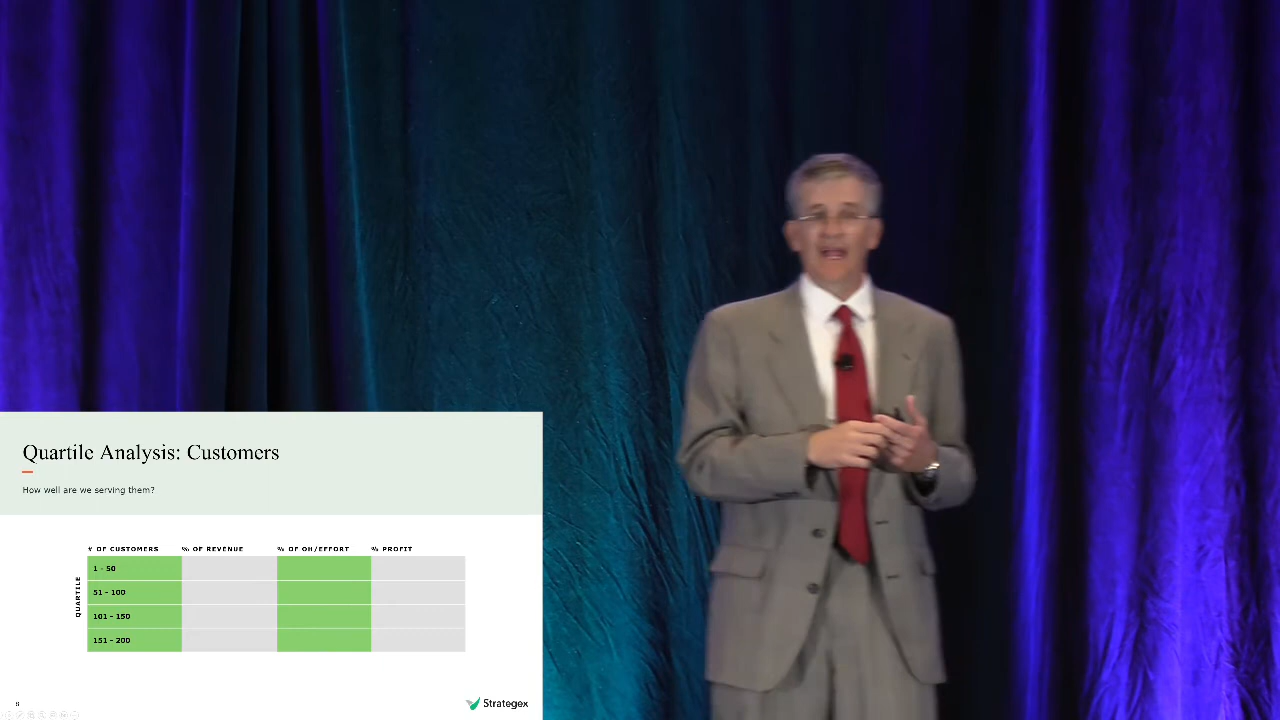 Quartile Analysis: Customers
How well are we serving them?
# OF CUSTOMERS % OF REVENUE % OF OH/EFFORT % PROFIT
QUARTILE
1 - 50
51 - 100
101 - 150
151 - 200
8
Strategex